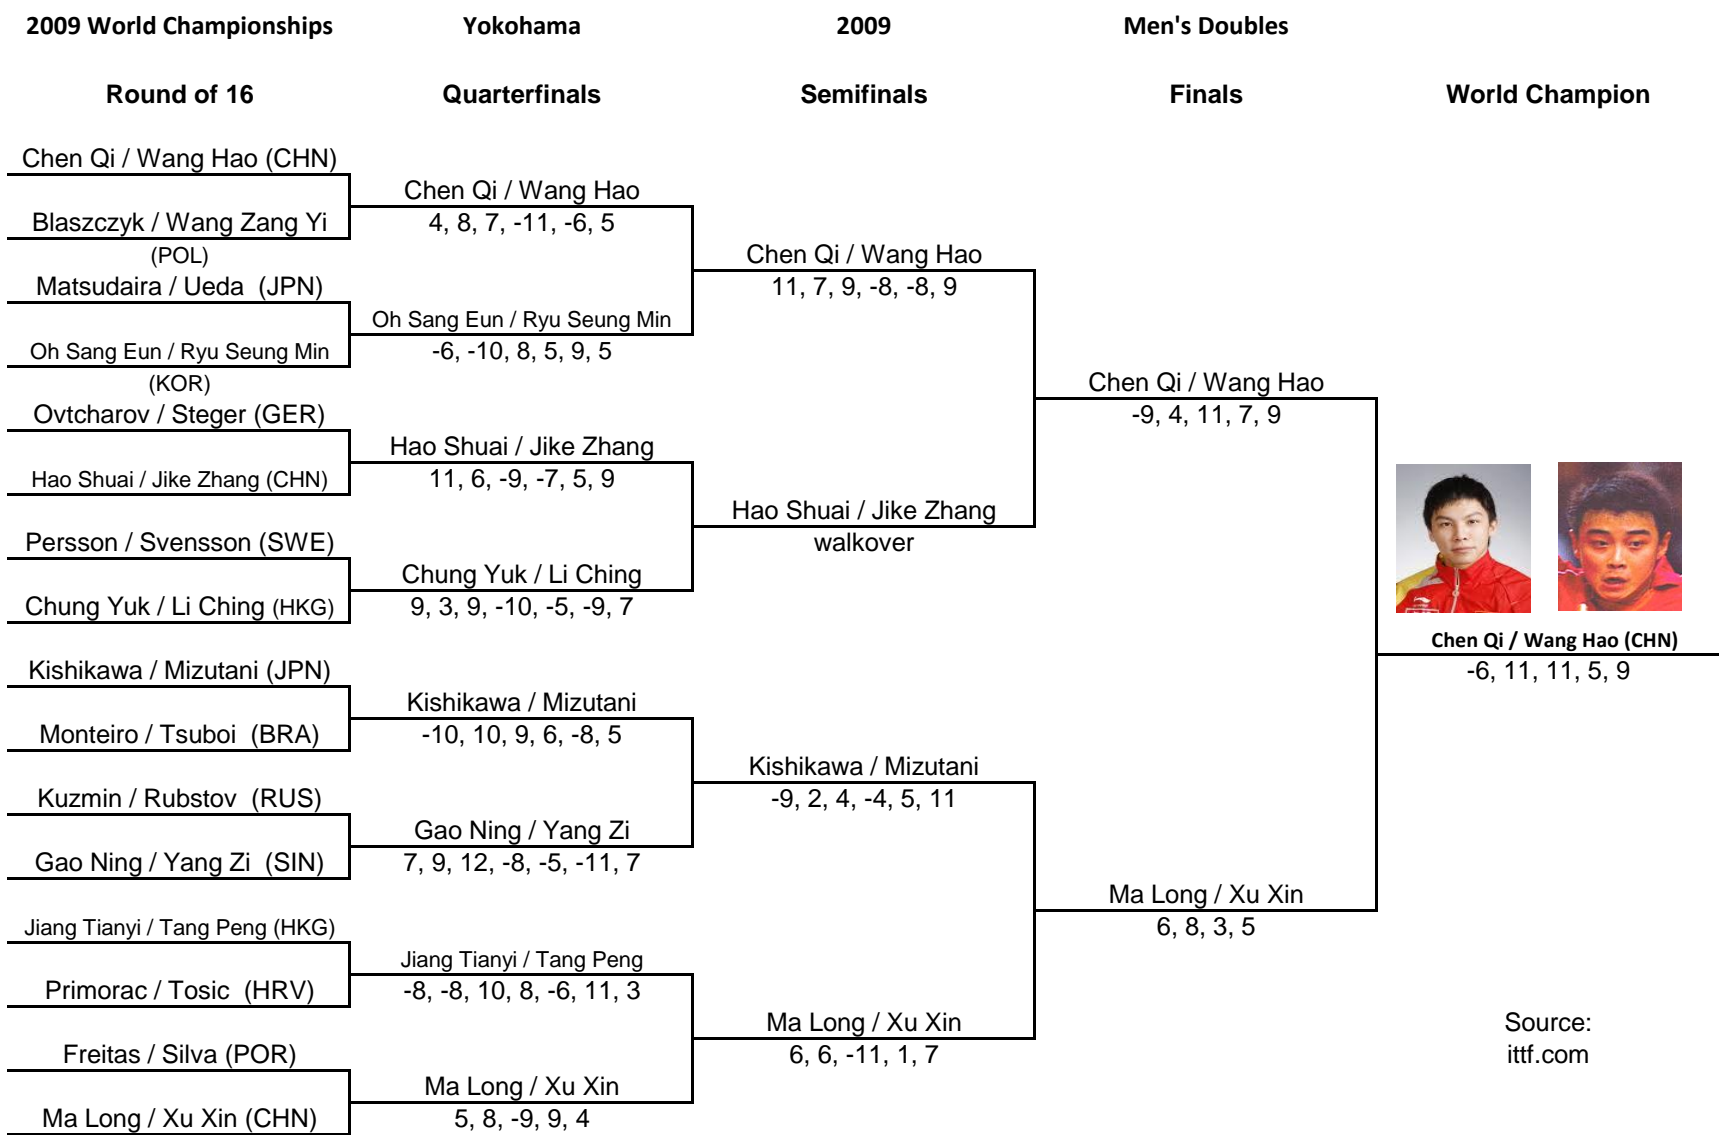 2009 World Championships Yokohama 2009 Men's Doubles
Round of 16 Quarterfinals Semifinals Finals World Champion
Chen Qi / Wang Hao (CHN)
Chen Qi / Wang Hao
Blaszczyk / Wang Zang Yi
4, 8, 7, -11, -6, 5
(POL)
Chen Qi / Wang Hao
Matsudaira / Ueda (JPN)
11, 7, 9, -8, -8, 9
Oh Sang Eun / Ryu Seung Min
Oh Sang Eun / Ryu Seung Min
-6, -10, 8, 5, 9, 5
(KOR)
Chen Qi / Wang Hao
Ovtcharov / Steger (GER)
-9, 4, 11, 7, 9
Hao Shuai / Jike Zhang
Hao Shuai / Jike Zhang (CHN)
11, 6, -9, -7, 5, 9
Hao Shuai / Jike Zhang
Persson / Svensson (SWE)
walkover
Chung Yuk / Li Ching
Chung Yuk / Li Ching (HKG)
9, 3, 9, -10, -5, -9, 7
Chen Qi / Wang Hao (CHN)
Kishikawa / Mizutani (JPN)
-6, 11, 11, 5, 9
Kishikawa / Mizutani
Monteiro / Tsuboi (BRA)
-10, 10, 9, 6, -8, 5
Kishikawa / Mizutani
Kuzmin / Rubstov (RUS)
-9, 2, 4, -4, 5, 11
Gao Ning / Yang Zi
Gao Ning / Yang Zi (SIN)
7, 9, 12, -8, -5, -11, 7
Ma Long / Xu Xin
Jiang Tianyi / Tang Peng (HKG)
6, 8, 3, 5
Jiang Tianyi / Tang Peng
Primorac / Tosic (HRV)
-8, -8, 10, 8, -6, 11, 3
Ma Long / Xu Xin
Source:
Freitas / Silva (POR)
6, 6, -11, 1, 7
ittf.com
Ma Long / Xu Xin
Ma Long / Xu Xin (CHN)
5, 8, -9, 9, 4